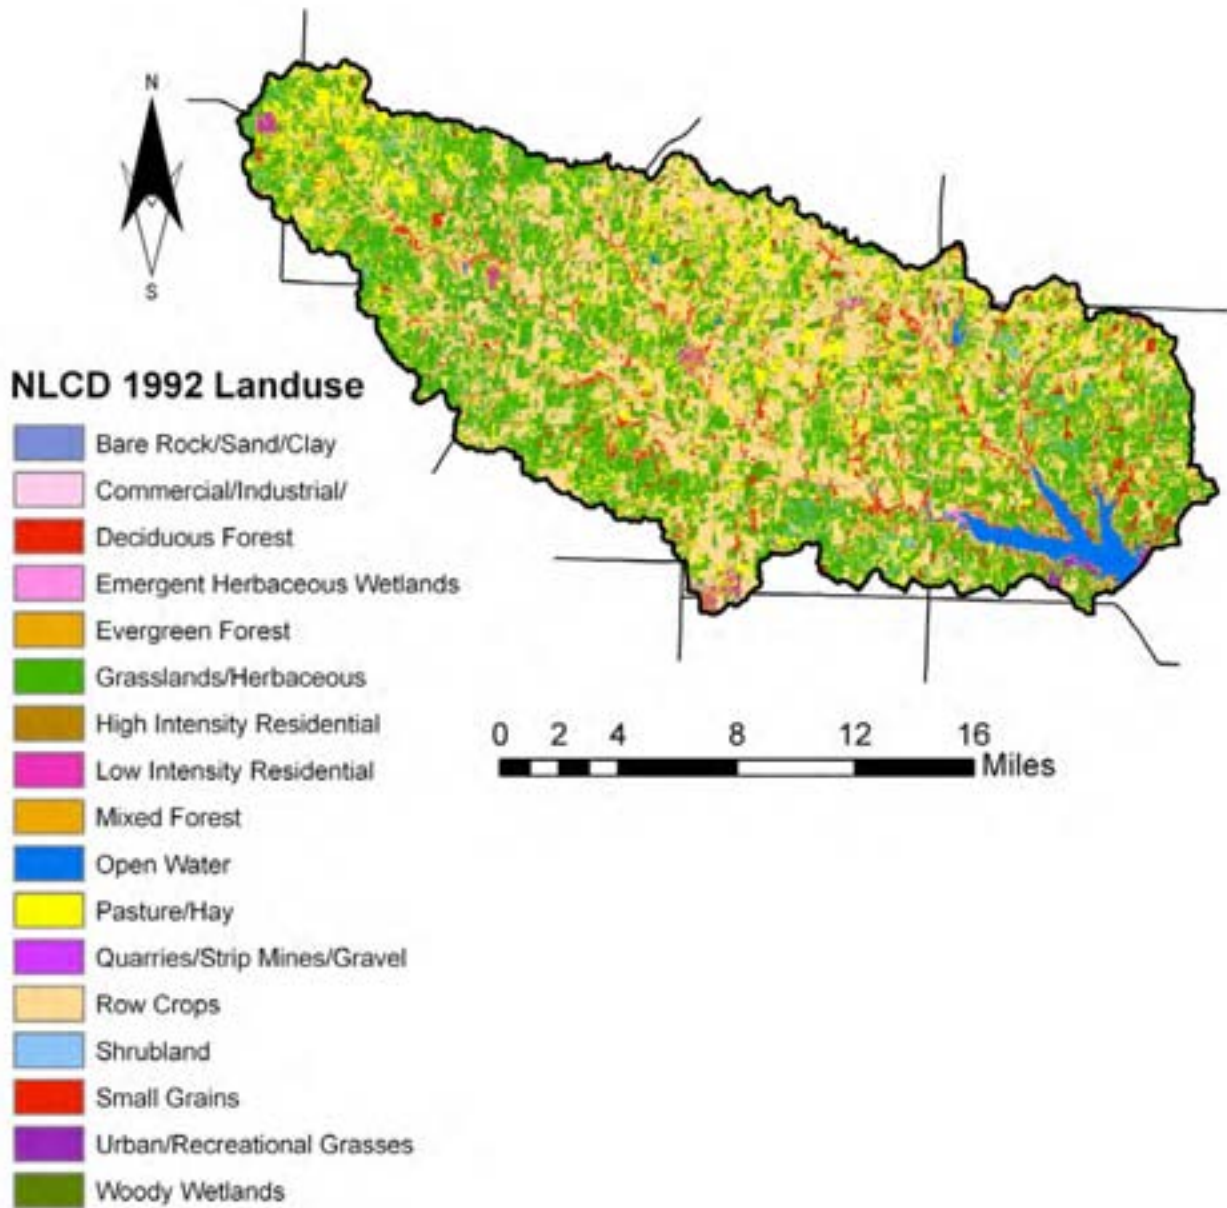 N
S
NLCD 1992 Landuse
Bare Rock/Sand/Clay
Commercial/Industrial/
Deciduous Forest
Emergent Herbaceous Wetlands
Evergreen Forest
Grasslands/Herbaceous
High Intensity Residential
Low Intensity Residential
Mixed Forest
Open Water
Pasture/Hay
Quarries/Strip Mines/Gravel
Row Crops
Shrubland
Small Grains
Urban/Recreational Grasses
Woody Wetlands
0 2 4 8 12 16
Miles